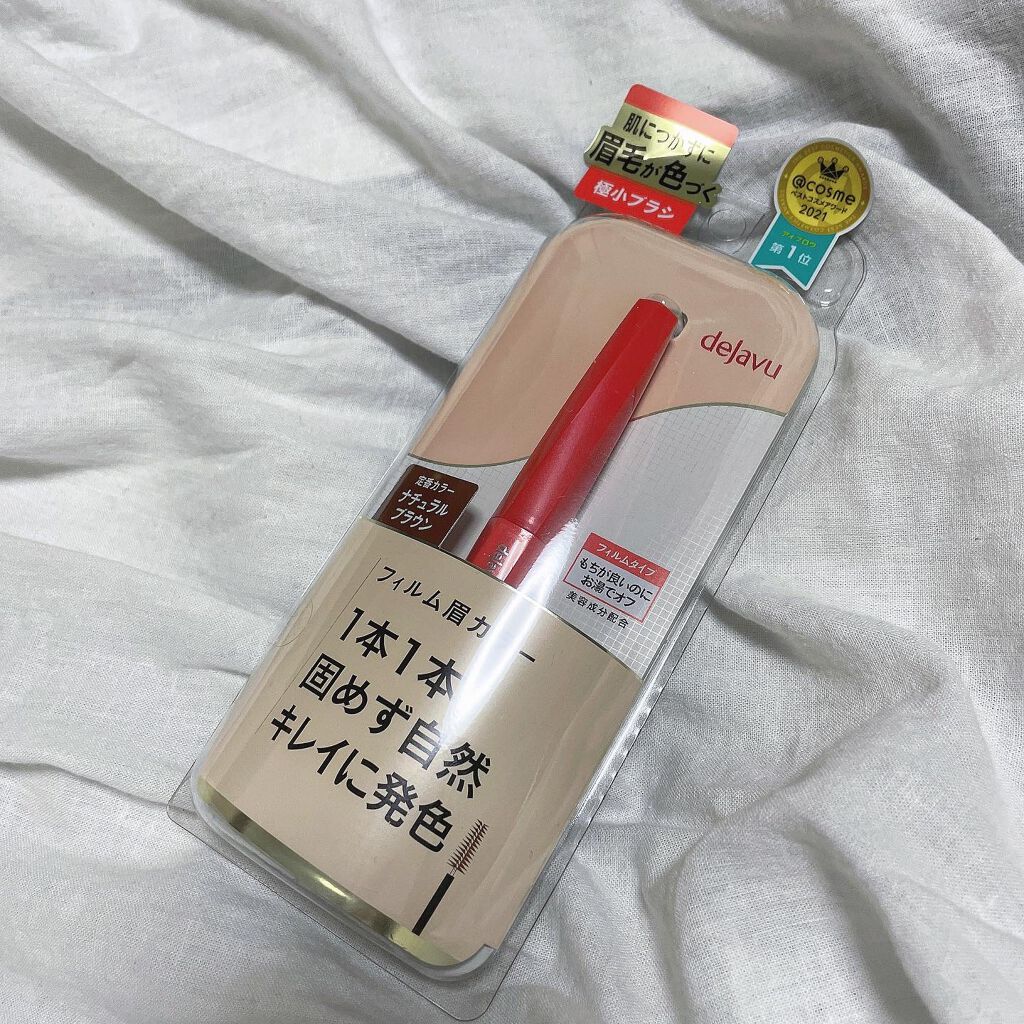 肌につかずに
眉毛が色づく
極小ブラシ
@cosme
ベストコスメアワード
2021
アイブロウ
第1位
dejavu
定番カラー
ナチュラル
ブラウン
フィルムタイプ
もちが良いのに
お湯でオフ
美容成分配合
フィルム眉カ ー
1本1本
固めず自然
キレイに発色